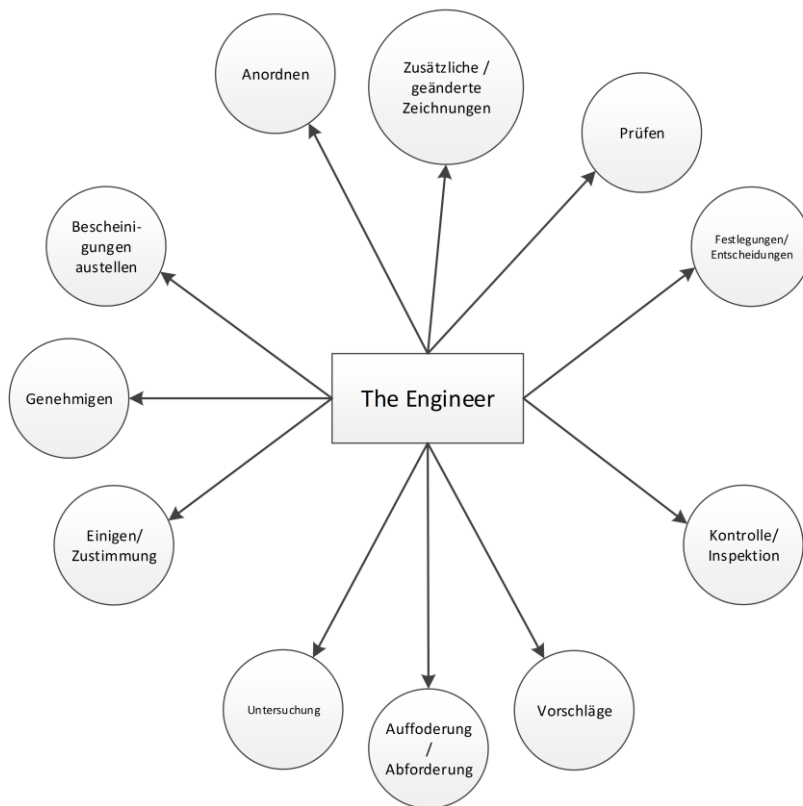 Anordnen
Zusätzliche /
geänderte
Zeichnungen
Prüfen
Bescheini-
gungen
austellen
Festlegungen/
Entscheidungen
The Engineer
Genehmigen
Einigen/
Zustimmung
Kontrolle/
Inspektion
Untersuchung
Auffoderung
/
Abforderung
Vorschläge